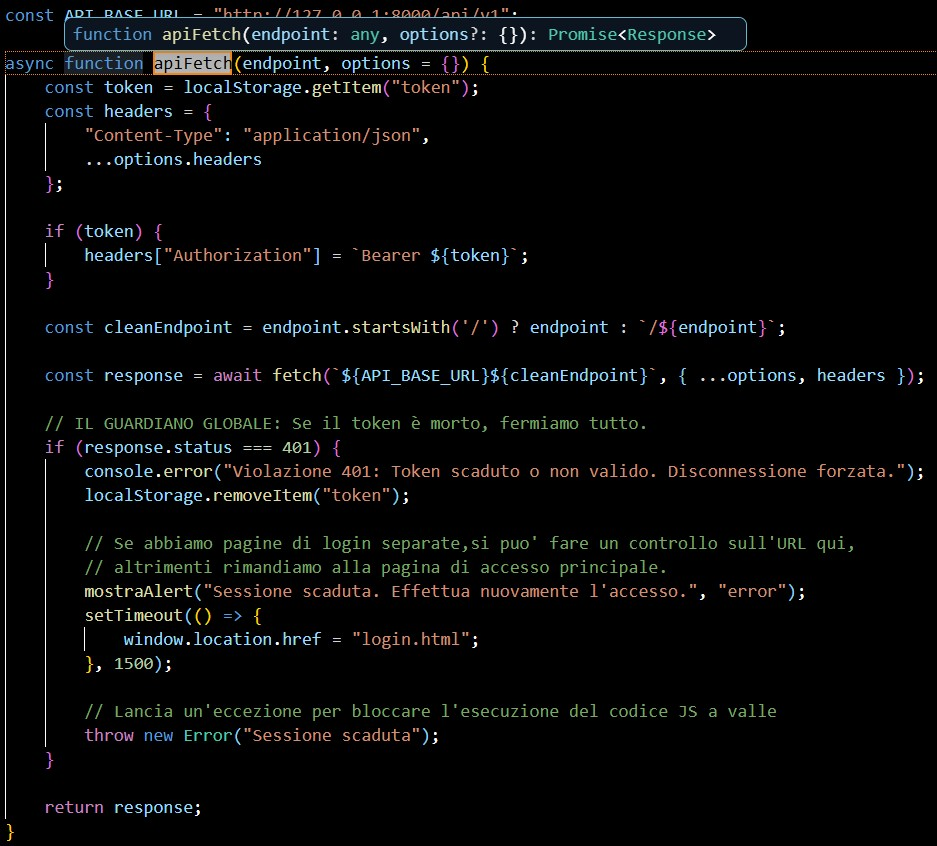 const API_BASE_URL = "http://127.0.0.1:8000/api/v1";
function apiFetch(endpoint: any, options?: {}): Promise<Response>
async function apiFetch(endpoint, options = {}) {
    const token = localStorage.getItem("token");
    const headers = {
        "Content-Type": "application/json",
        ...options.headers
    };
    if (token) {
        headers["Authorization"] = `Bearer ${token}`;
    }
    const cleanEndpoint = endpoint.startsWith('/') ? endpoint : `/${endpoint}`;
    const response = await fetch(`${API_BASE_URL}${cleanEndpoint}`, { ...options, headers });
    // IL GUARDIANO GLOBALE: Se il token è morto, fermiamo tutto.
    if (response.status === 401) {
        console.error("Violazione 401: Token scaduto o non valido. Disconnessione forzata.");
        localStorage.removeItem("token");
        // Se abbiamo pagine di login separate,si puo' fare un controllo sull'URL qui,
        // altrimenti rimandiamo alla pagina di accesso principale.
        mostraAlert("Sessione scaduta. Effettua nuovamente l'accesso.", "error");
        setTimeout(() => {
            window.location.href = "login.html";
        }, 1500);
        // Lancia un'eccezione per bloccare l'esecuzione del codice JS a valle
        throw new Error("Sessione scaduta");
    }
    return response;
}